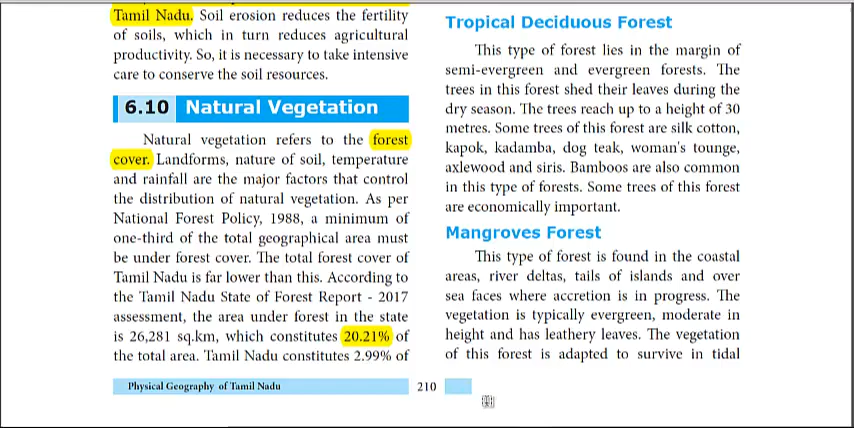 Tamil Nadu. Soil erosion reduces the fertility
of soils, which in turn reduces agricultural
productivity. So, it is necessary to take intensive
care to conserve the soil resources.
6.10 Natural Vegetation
Natural vegetation refers to the forest
cover. Landforms, nature of soil, temperature
and rainfall are the major factors that control
the distribution of natural vegetation. As per
National Forest Policy, 1988, a minimum of
one-third of the total geographical area must
be under forest cover. The total forest cover of
Tamil Nadu is far lower than this. According to
the Tamil Nadu State of Forest Report - 2017
assessment, the area under forest in the state
is 26,281 sq.km, which constitutes 20.21% of
the total area. Tamil Nadu constitutes 2.99% of
Tropical Deciduous Forest
This type of forest lies in the margin of
semi-evergreen and evergreen forests. The
trees in this forest shed their leaves during the
dry season. The trees reach up to a height of 30
metres. Some trees of this forest are silk cotton,
kapok, kadamba, dog teak, woman's tounge,
axlewood and siris. Bamboos are also common
in this type of forests. Some trees of this forest
are economically important.
Mangroves Forest
This type of forest is found in the coastal
areas, river deltas, tails of islands and over
sea faces where accretion is in progress. The
vegetation is typically evergreen, moderate in
height and has leathery leaves. The vegetation
of this forest is adapted to survive in tidal
Physical Geography of Tamil Nadu 210